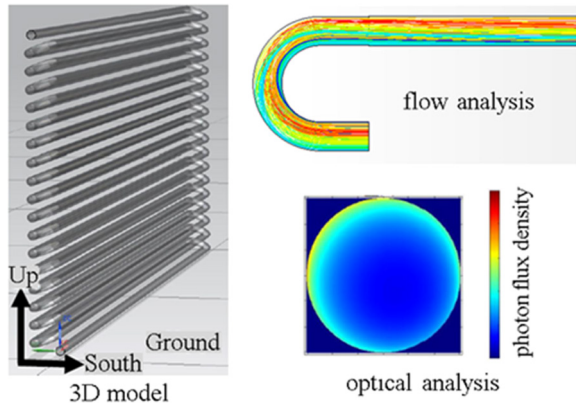 Up
Ground
South
3D model
flow analysis
photon flux density
optical analysis